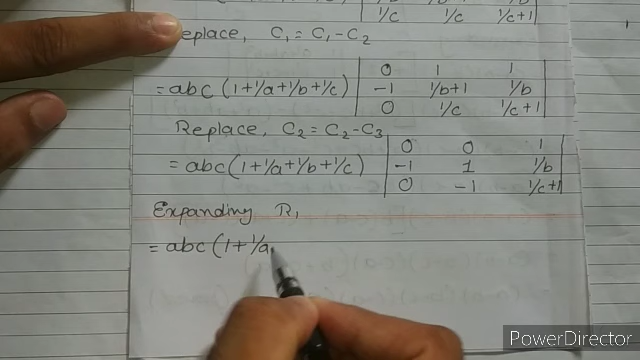 1/c 1/c 1/c+1
Replace, C₁ = C₁-C₂
0 1 1
= abc (1+1/a+1/b+1/c) -1 1/b+1 1/b
0 1/c 1/c+1
Replace, C₂ = C₂-C₃
0 0 1
= abc (1+1/a+1/b+1/c) -1 1 1/b
0 -1 1/c+1
Expanding R₁
= abc (1+1/a
PowerDirector